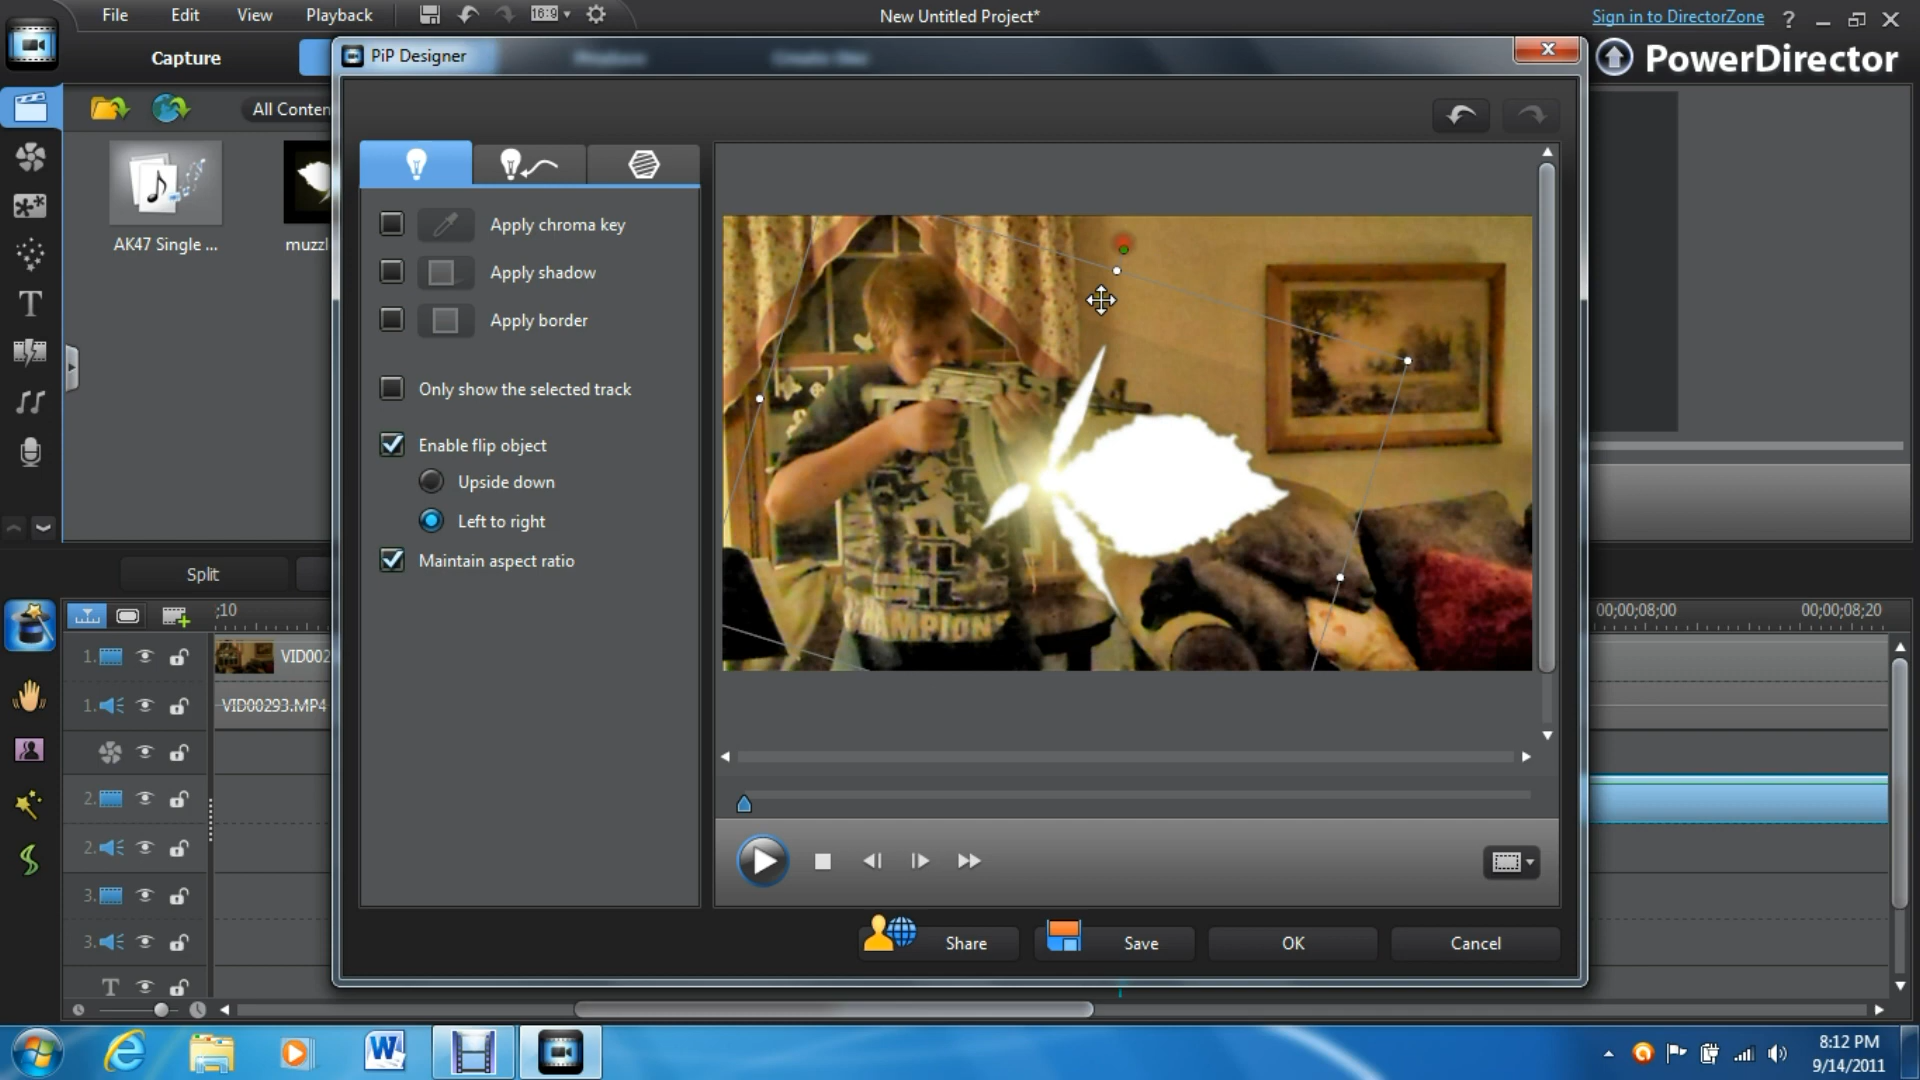 File Edit View Playback
16:9
New Untitled Project*
Sign in to DirectorZone ?
Capture
PiP Designer
PowerDirector
All Conten
AK47 Single ...
muzzl
Apply chroma key
Apply shadow
Apply border
Only show the selected track
Enable flip object
Upside down
Left to right
Maintain aspect ratio
CHAMPIONS
Split
;10
00;00;08;00 00;00;08;20
1. VID002
1. VID00293.MP4
2.
2.
3.
3.
T
Share Save OK Cancel
8:12 PM
9/14/2011